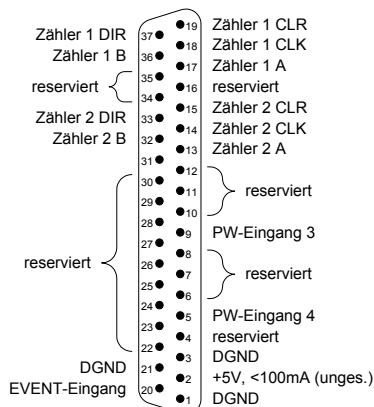 Zähler 1 DIR 37
Zähler 1 B 36
35
reserviert
34
Zähler 2 DIR 33
Zähler 2 B 32
31
30
29
28
27
reserviert
26
25
24
23
22
DGND 21
EVENT-Eingang 20
19 Zähler 1 CLR
18 Zähler 1 CLK
17 Zähler 1 A
16 reserviert
15 Zähler 2 CLR
14 Zähler 2 CLK
13 Zähler 2 A
12
11 reserviert
10
9 PW-Eingang 3
8
7 reserviert
6
5 PW-Eingang 4
4 reserviert
3 DGND
2 +5V, <100mA (unges.)
1 DGND